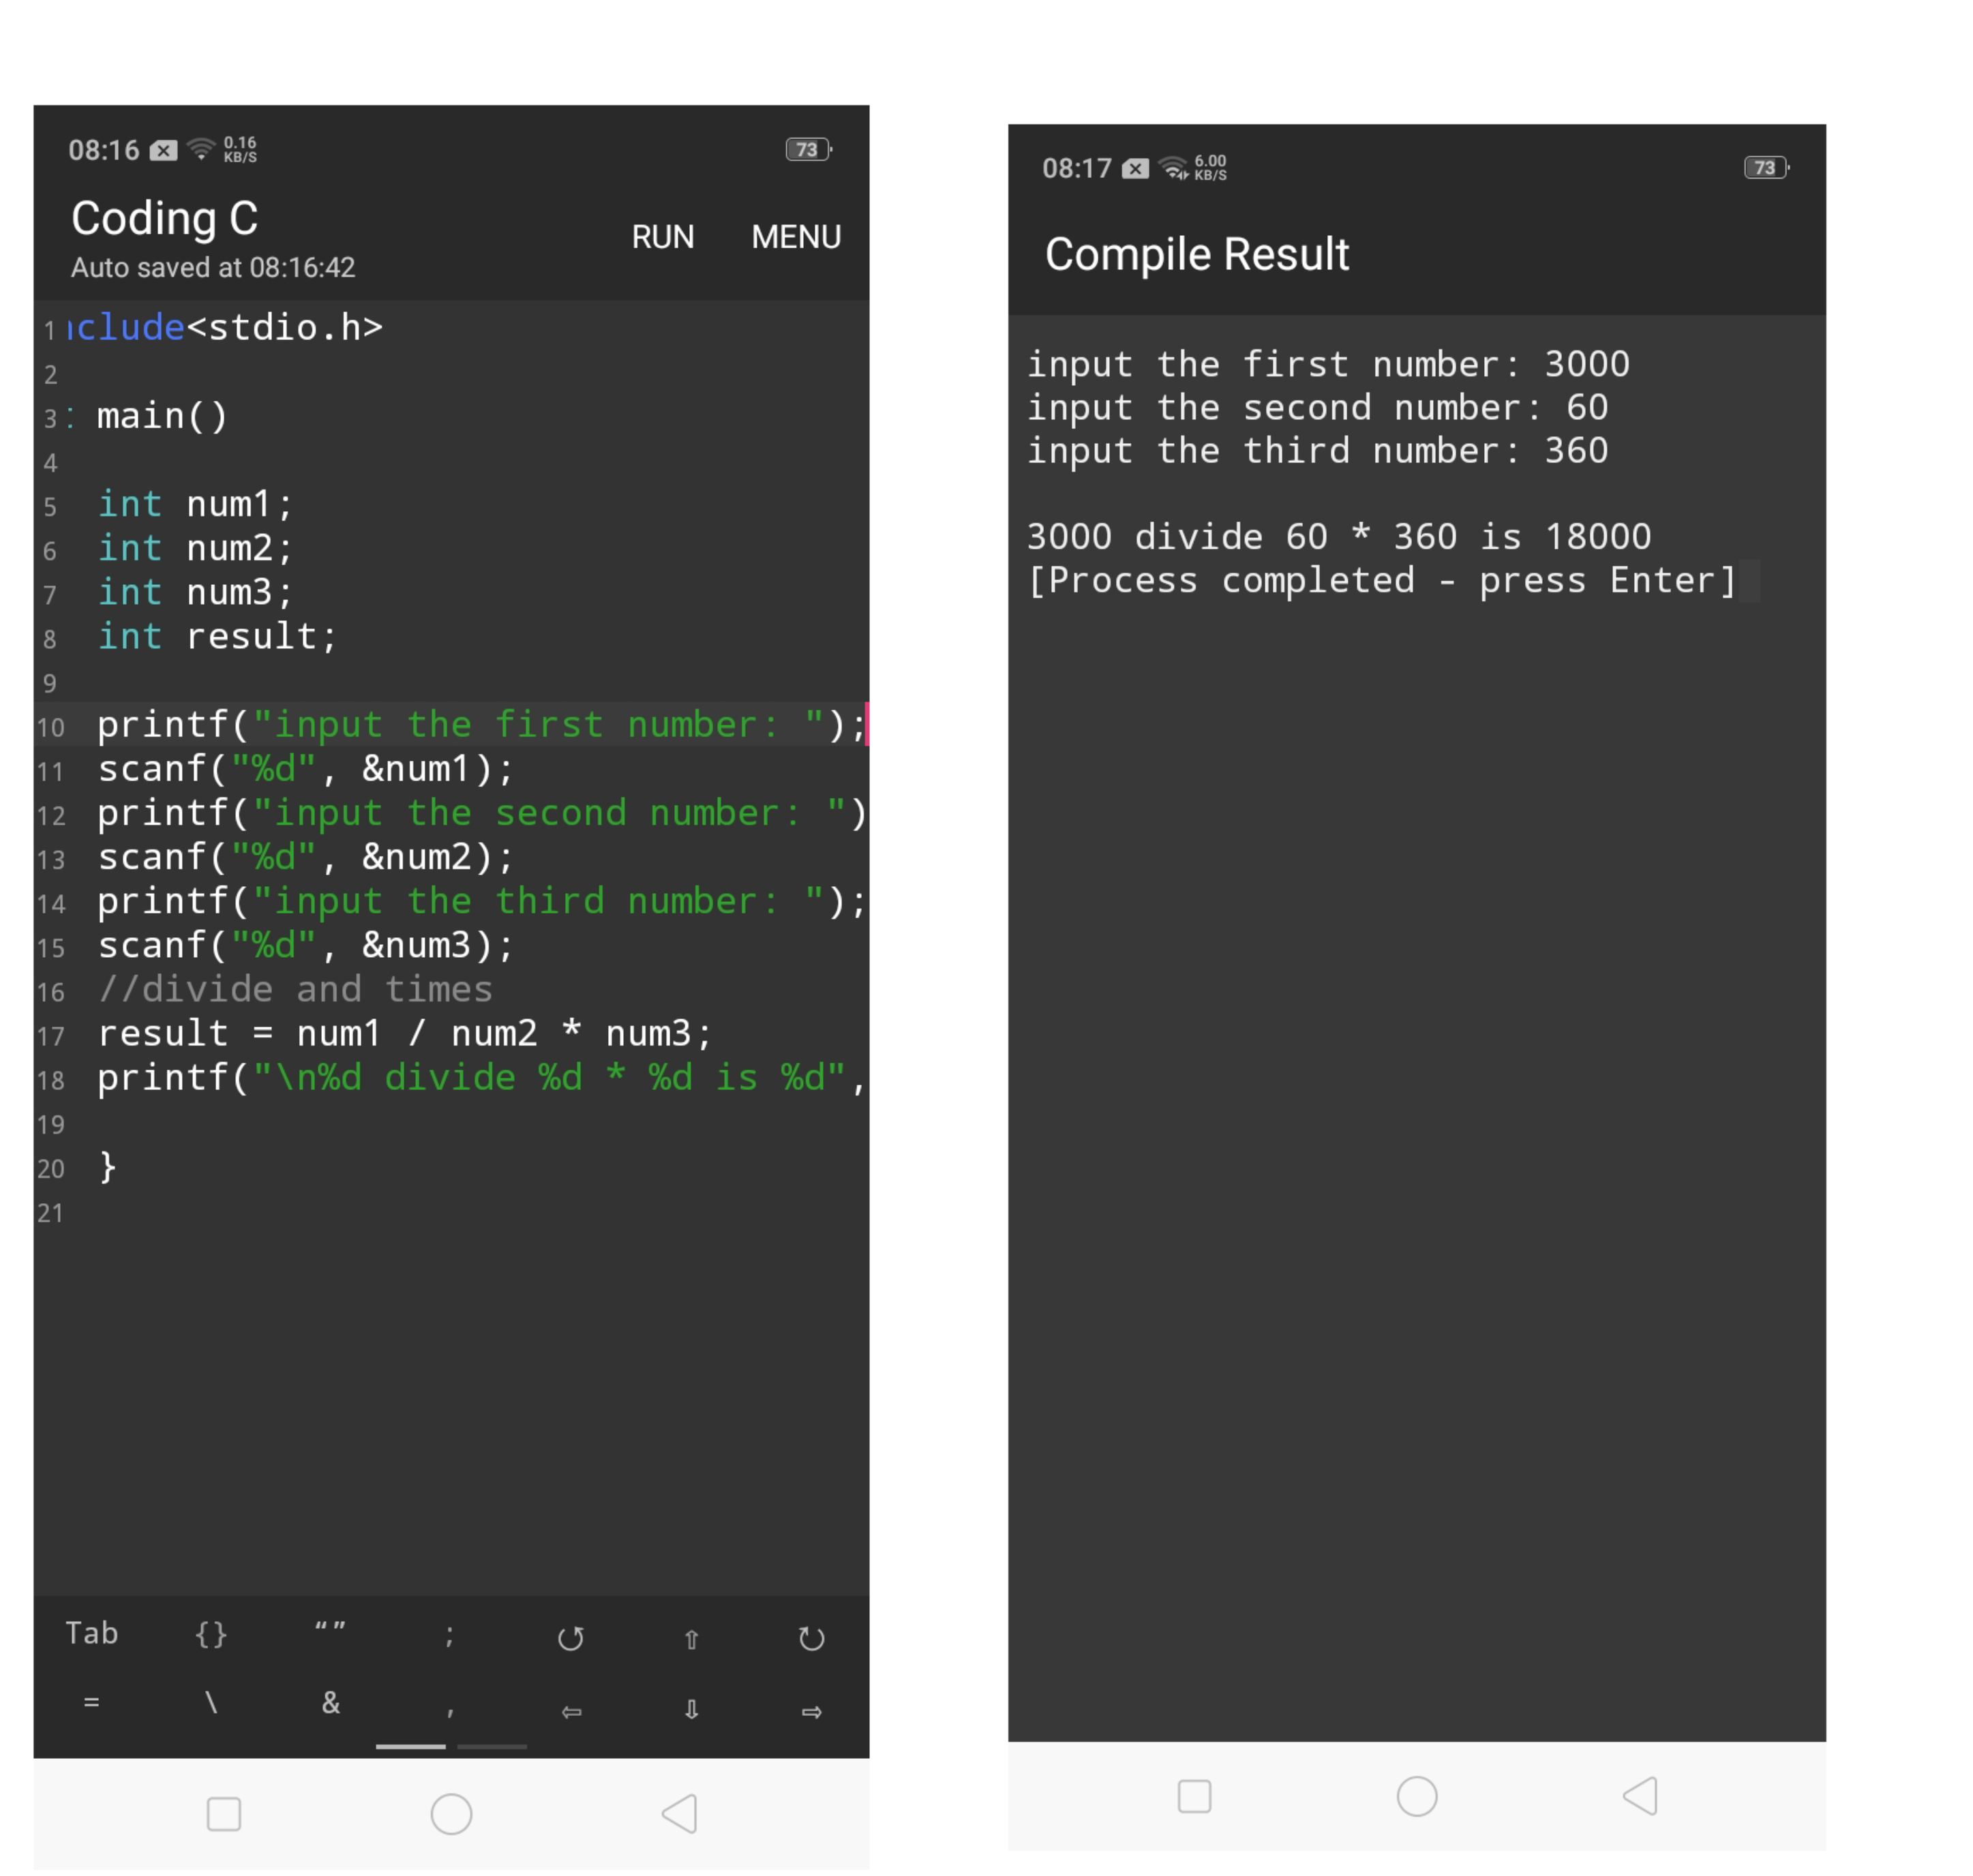 08:16 0.16 KB/S 73
Coding C
RUN MENU
Auto saved at 08:16:42
1 nclude<stdio.h>
2
3 : main()
4
5 int num1;
6 int num2;
7 int num3;
8 int result;
9
10 printf("input the first number: ");
11 scanf("%d", &num1);
12 printf("input the second number: ")
13 scanf("%d", &num2);
14 printf("input the third number: ");
15 scanf("%d", &num3);
16 //divide and times
17 result = num1 / num2 * num3;
18 printf("\n%d divide %d * %d is %d",
19
20 }
21
Tab {} “” ; ↺ ⇧ ↻
= \ & , ⇦ ⇩ ⇨
08:17 6.00 KB/S 73
Compile Result
input the first number: 3000
input the second number: 60
input the third number: 360
3000 divide 60 * 360 is 18000
[Process completed - press Enter]